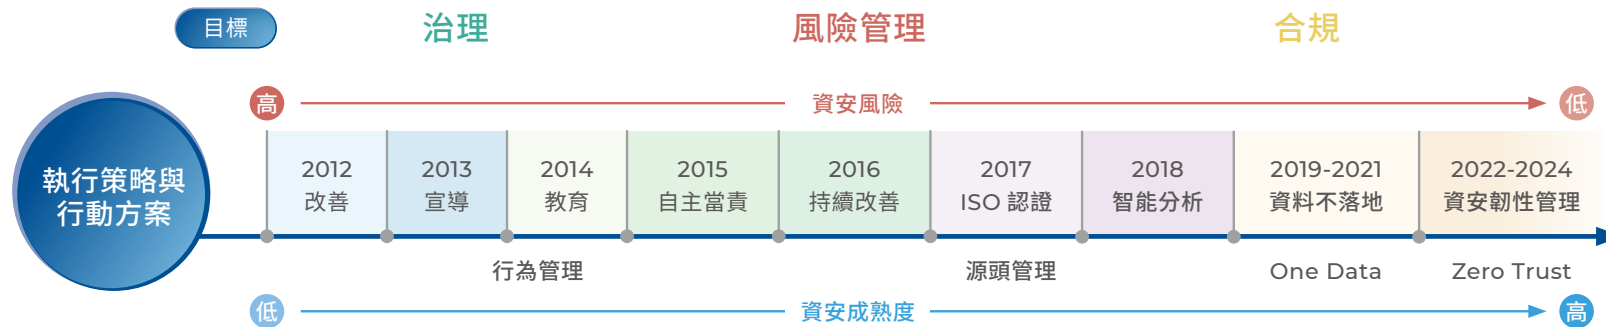 目標
治理
風險管理
合規
高
資安風險
低
執行策略與
行動方案
2012
改善
2013
宣導
2014
教育
2015
自主當責
2016
持續改善
2017
ISO 認證
2018
智能分析
2019-2021
資料不落地
2022-2024
資安韌性管理
行為管理
源頭管理
One Data
Zero Trust
低
資安成熟度
高